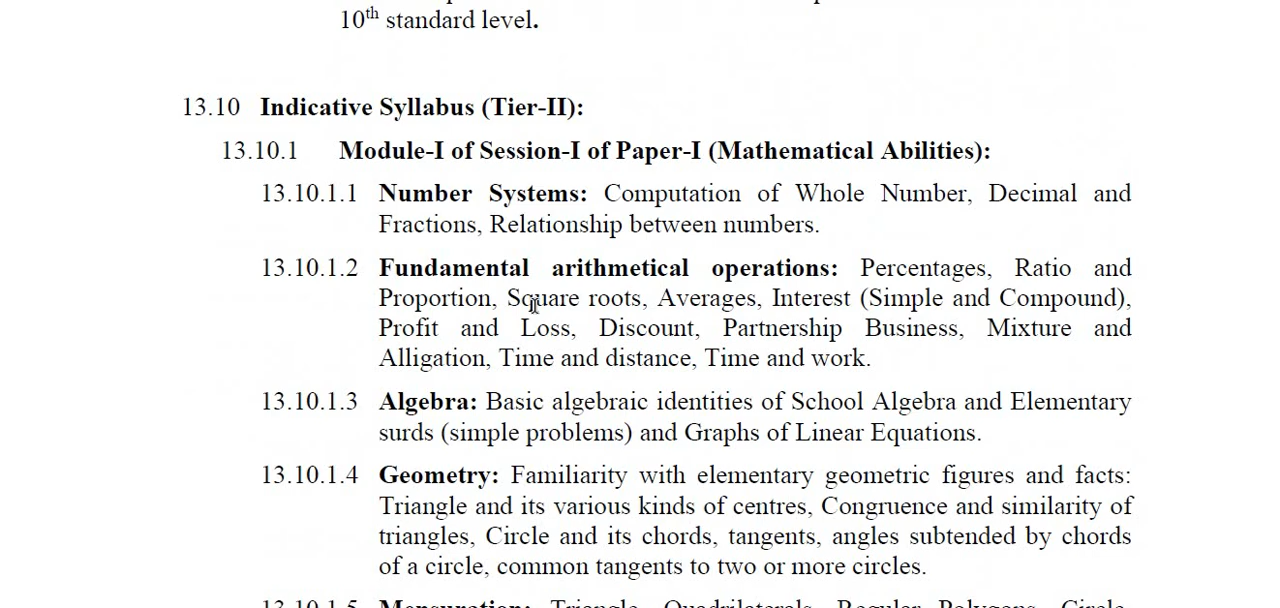 10th standard level.
13.10 Indicative Syllabus (Tier-II):
13.10.1 Module-I of Session-I of Paper-I (Mathematical Abilities):
13.10.1.1 Number Systems: Computation of Whole Number, Decimal and
Fractions, Relationship between numbers.
13.10.1.2 Fundamental arithmetical operations: Percentages, Ratio and
Proportion, Square roots, Averages, Interest (Simple and Compound),
Profit and Loss, Discount, Partnership Business, Mixture and
Alligation, Time and distance, Time and work.
13.10.1.3 Algebra: Basic algebraic identities of School Algebra and Elementary
surds (simple problems) and Graphs of Linear Equations.
13.10.1.4 Geometry: Familiarity with elementary geometric figures and facts:
Triangle and its various kinds of centres, Congruence and similarity of
triangles, Circle and its chords, tangents, angles subtended by chords
of a circle, common tangents to two or more circles.
13.10.1.5 Mensuration: Triangle, Quadrilaterals, Regular Polygons, Circle,